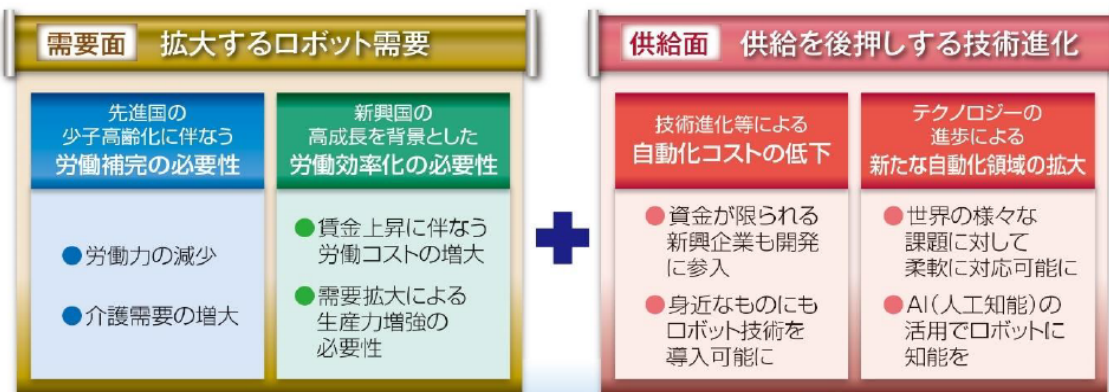 需要面 拡大するロボット需要
先進国の
少子高齢化に伴なう
労働補完の必要性
●労働力の減少
●介護需要の増大
新興国の
高成長を背景とした
労働効率化の必要性
●賃金上昇に伴なう
労働コストの増大
●需要拡大による
生産力増強の
必要性
供給面 供給を後押しする技術進化
技術進化等による
自動化コストの低下
●資金が限られる
新興企業も開発
に参入
●身近なものにも
ロボット技術を
導入可能に
テクノロジーの
進歩による
新たな自動化領域の拡大
●世界の様々な
課題に対して
柔軟に対応可能に
●AI(人工知能)の
活用でロボットに
知能を